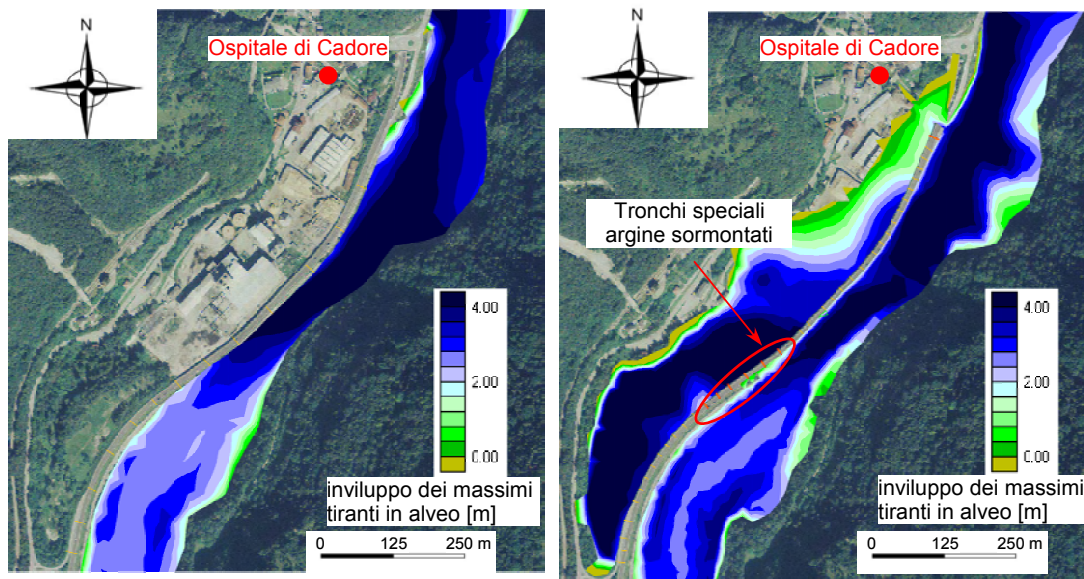 N
Ospitale di Cadore
4.00
2.00
0.00
inviluppo dei massimi
tiranti in alveo [m]
0 125 250 m
N
Ospitale di Cadore
Tronchi speciali
argine sormontati
4.00
2.00
0.00
inviluppo dei massimi
tiranti in alveo [m]
0 125 250 m